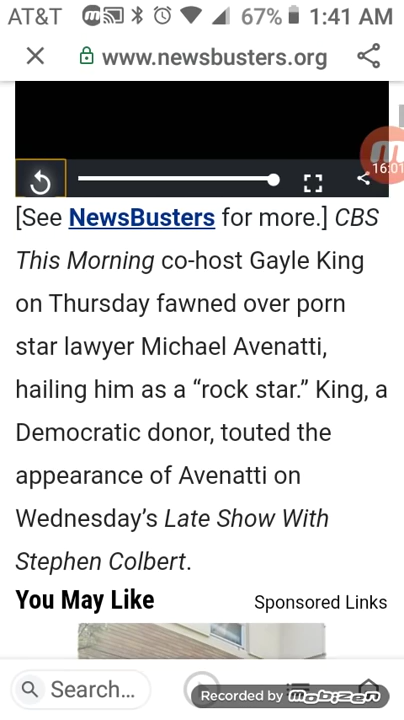 AT&T 67% 1:41 AM
www.newsbusters.org
16:01
[See NewsBusters for more.] CBS
This Morning co-host Gayle King
on Thursday fawned over porn
star lawyer Michael Avenatti,
hailing him as a “rock star.” King, a
Democratic donor, touted the
appearance of Avenatti on
Wednesday’s Late Show With
Stephen Colbert.
You May Like Sponsored Links
Search...
Recorded by mobizen